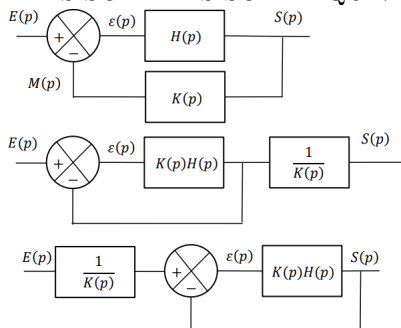 E(p) + − ε(p) H(p) S(p)
M(p) K(p)
E(p) + − ε(p) K(p)H(p) 1/K(p) S(p)
E(p) 1/K(p) + − ε(p) K(p)H(p) S(p)